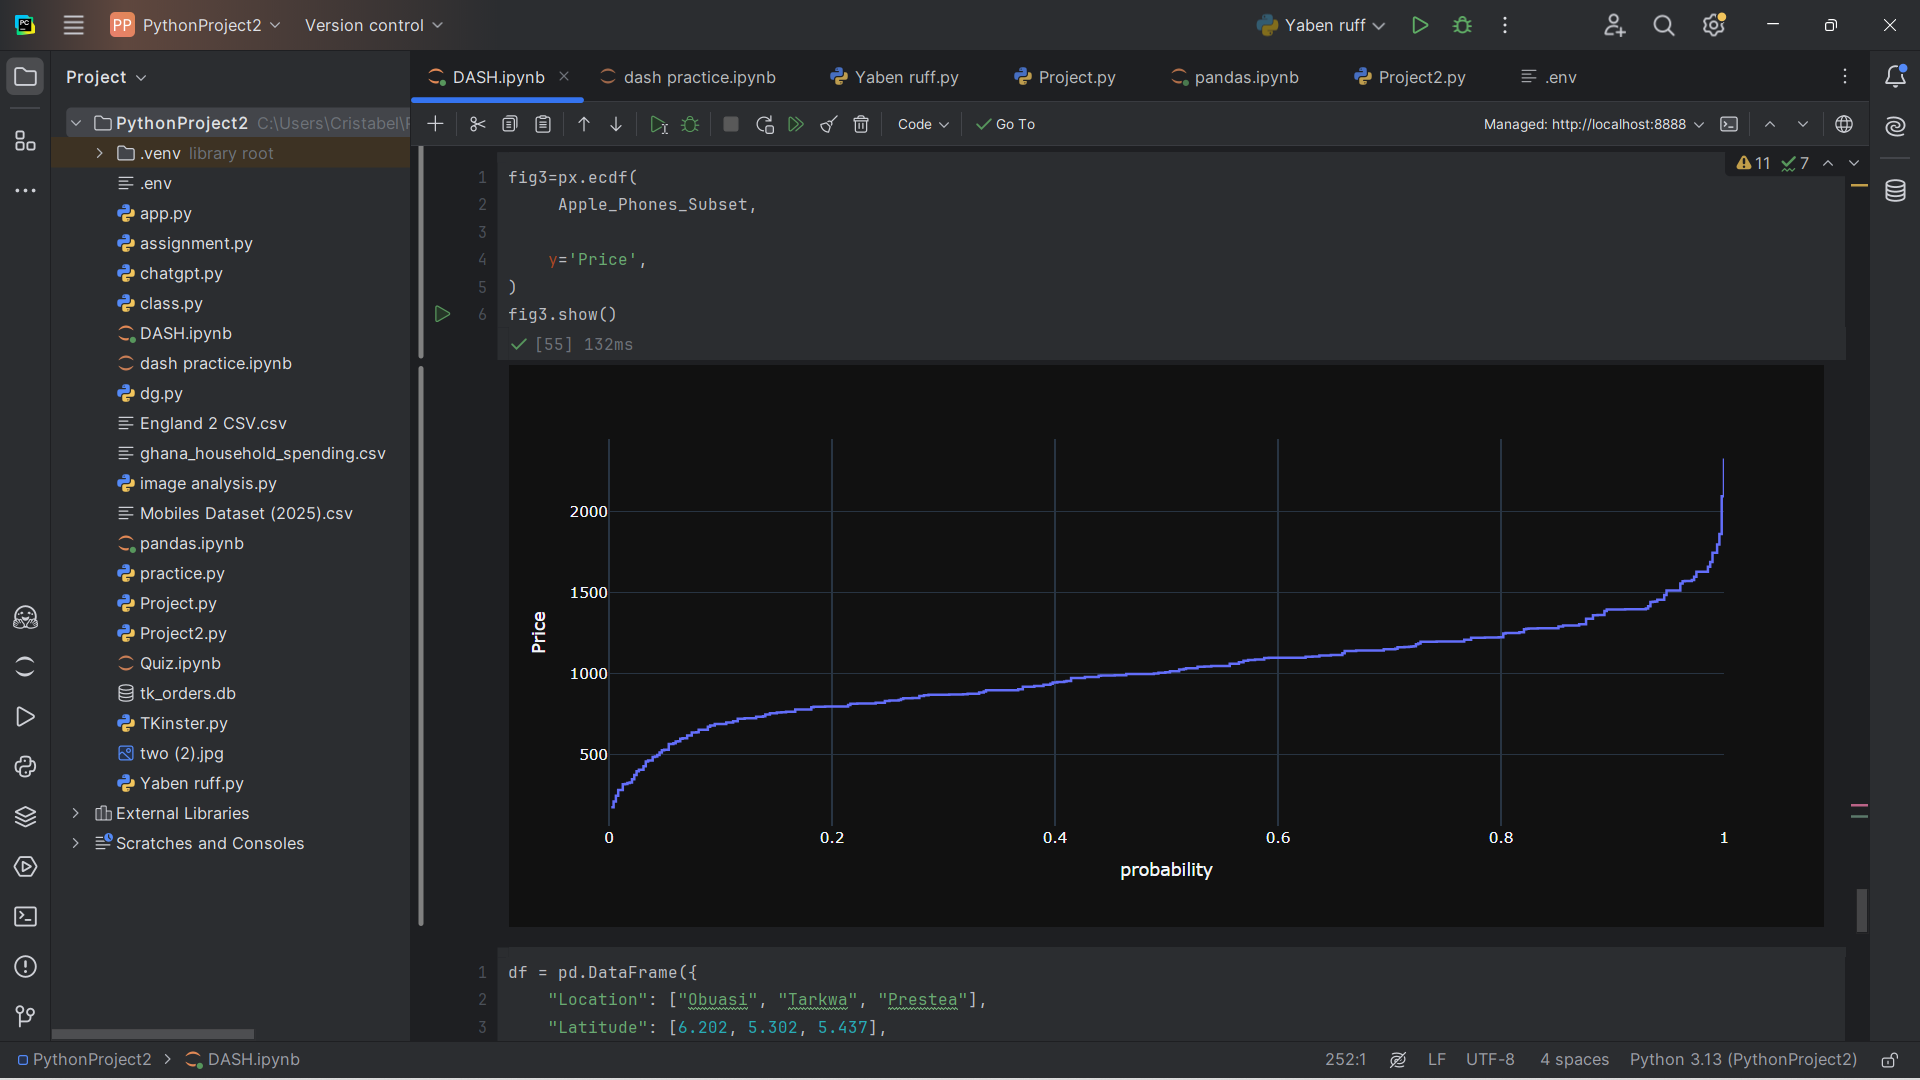 PC
PP PythonProject2
Version control
Yaben ruff
Project
DASH.ipynb
dash practice.ipynb
Yaben ruff.py
Project.py
pandas.ipynb
Project2.py
.env
Code
Go To
Managed: http://localhost:8888
PythonProject2 C:\Users\Cristabel\
.venv library root
.env
app.py
assignment.py
chatgpt.py
class.py
DASH.ipynb
dash practice.ipynb
dg.py
England 2 CSV.csv
ghana_household_spending.csv
image analysis.py
Mobiles Dataset (2025).csv
pandas.ipynb
practice.py
Project.py
Project2.py
Quiz.ipynb
tk_orders.db
TKinster.py
two (2).jpg
Yaben ruff.py
External Libraries
Scratches and Consoles
11 7
1 fig3=px.ecdf(
2 Apple_Phones_Subset,
3
4 y='Price',
5 )
6 fig3.show()
[55] 132ms
2000
1500
1000
500
Price
0 0.2 0.4 0.6 0.8 1
probability
1 df = pd.DataFrame({
2 "Location": ["Obuasi", "Tarkwa", "Prestea"],
3 "Latitude": [6.202, 5.302, 5.437],
PythonProject2 > DASH.ipynb
252:1 LF UTF-8 4 spaces Python 3.13 (PythonProject2)